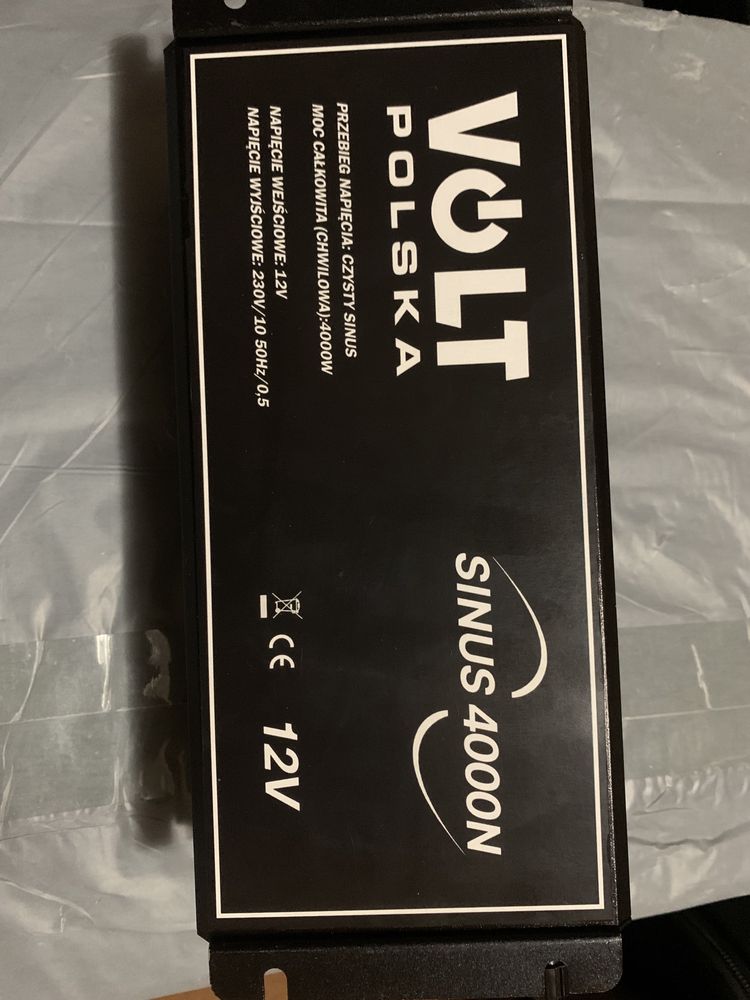 VOLT
POLSKA
PRZEBIEG NAPIĘCIA: CZYSTY SINUS
MOC CAŁKOWITA (CHWILOWA):4000W
NAPIĘCIE WEJŚCIOWE: 12V
NAPIĘCIE WYJŚCIOWE: 230V/10 50Hz/0,5
SINUS 4000N
CE
12V